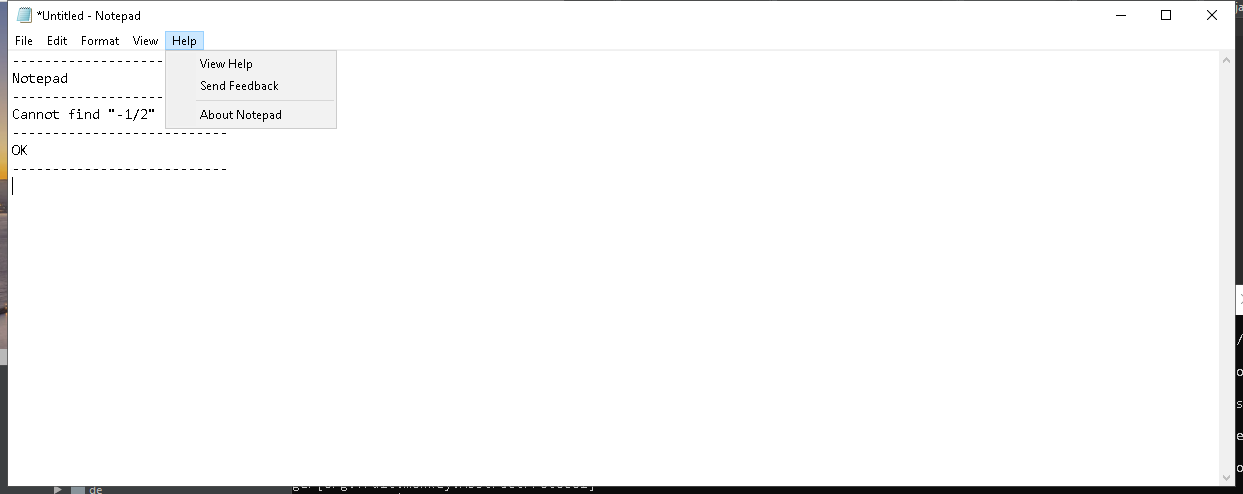 *Untitled - Notepad
File Edit Format View Help
---------------------------
Notepad
---------------------------
Cannot find "-1/2"
---------------------------
OK
---------------------------
View Help
Send Feedback
About Notepad
de